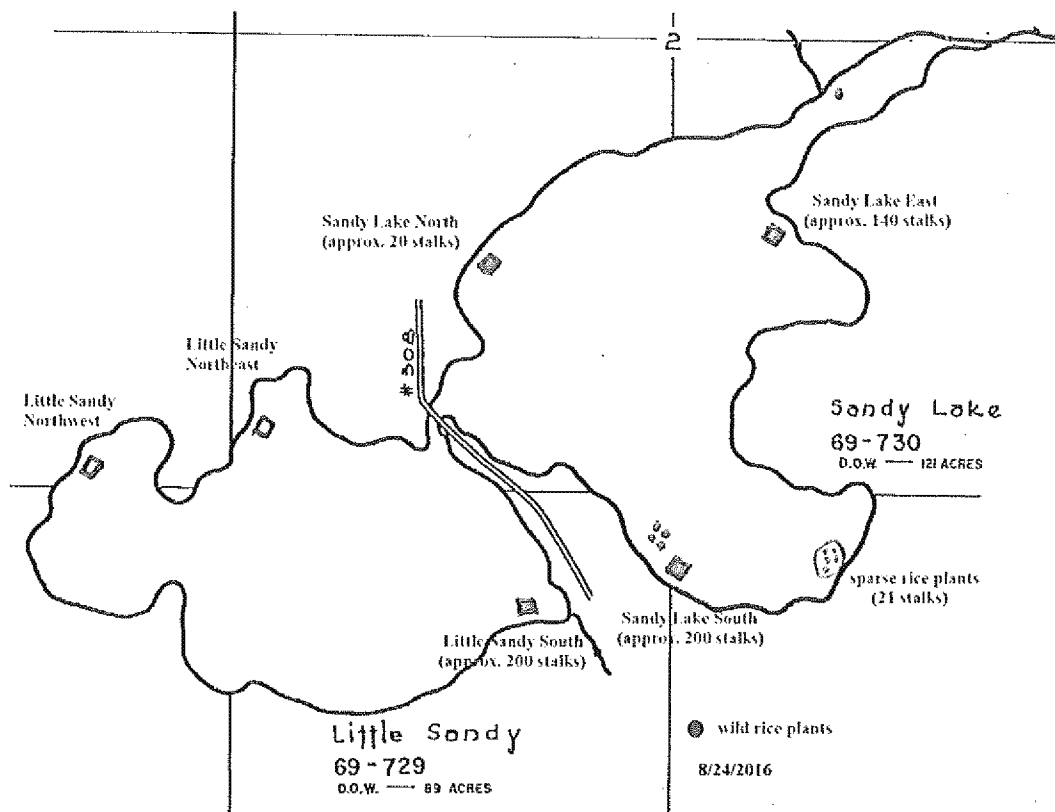 2
Sandy Lake North
(approx. 20 stalks)
Sandy Lake East
(approx. 140 stalks)
#308
Little Sandy
Northeast
Little Sandy
Northwest
Sandy Lake
69-730
D.O.W. — 121 ACRES
sparse rice plants
(21 stalks)
Sandy Lake South
(approx. 200 stalks)
Little Sandy South
(approx. 200 stalks)
Little Sandy
69-729
D.O.W. — 89 ACRES
wild rice plants
8/24/2016